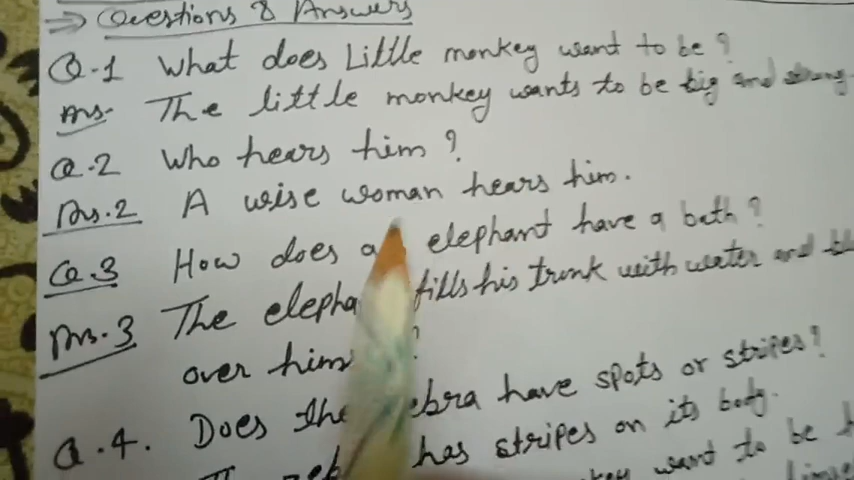 ⇒ Questions & Answers
Q.1 What does Little monkey want to be?
Ans- The little monkey wants to be big and strong.
Q.2 Who hears him?
Ans.2 A wise woman hears him.
Q.3 How does a elephant have a bath?
Ans.3 The fills his trunk with water and
over
Q.4. Does the have spots or stripes?
has stripes on its body.
want to be